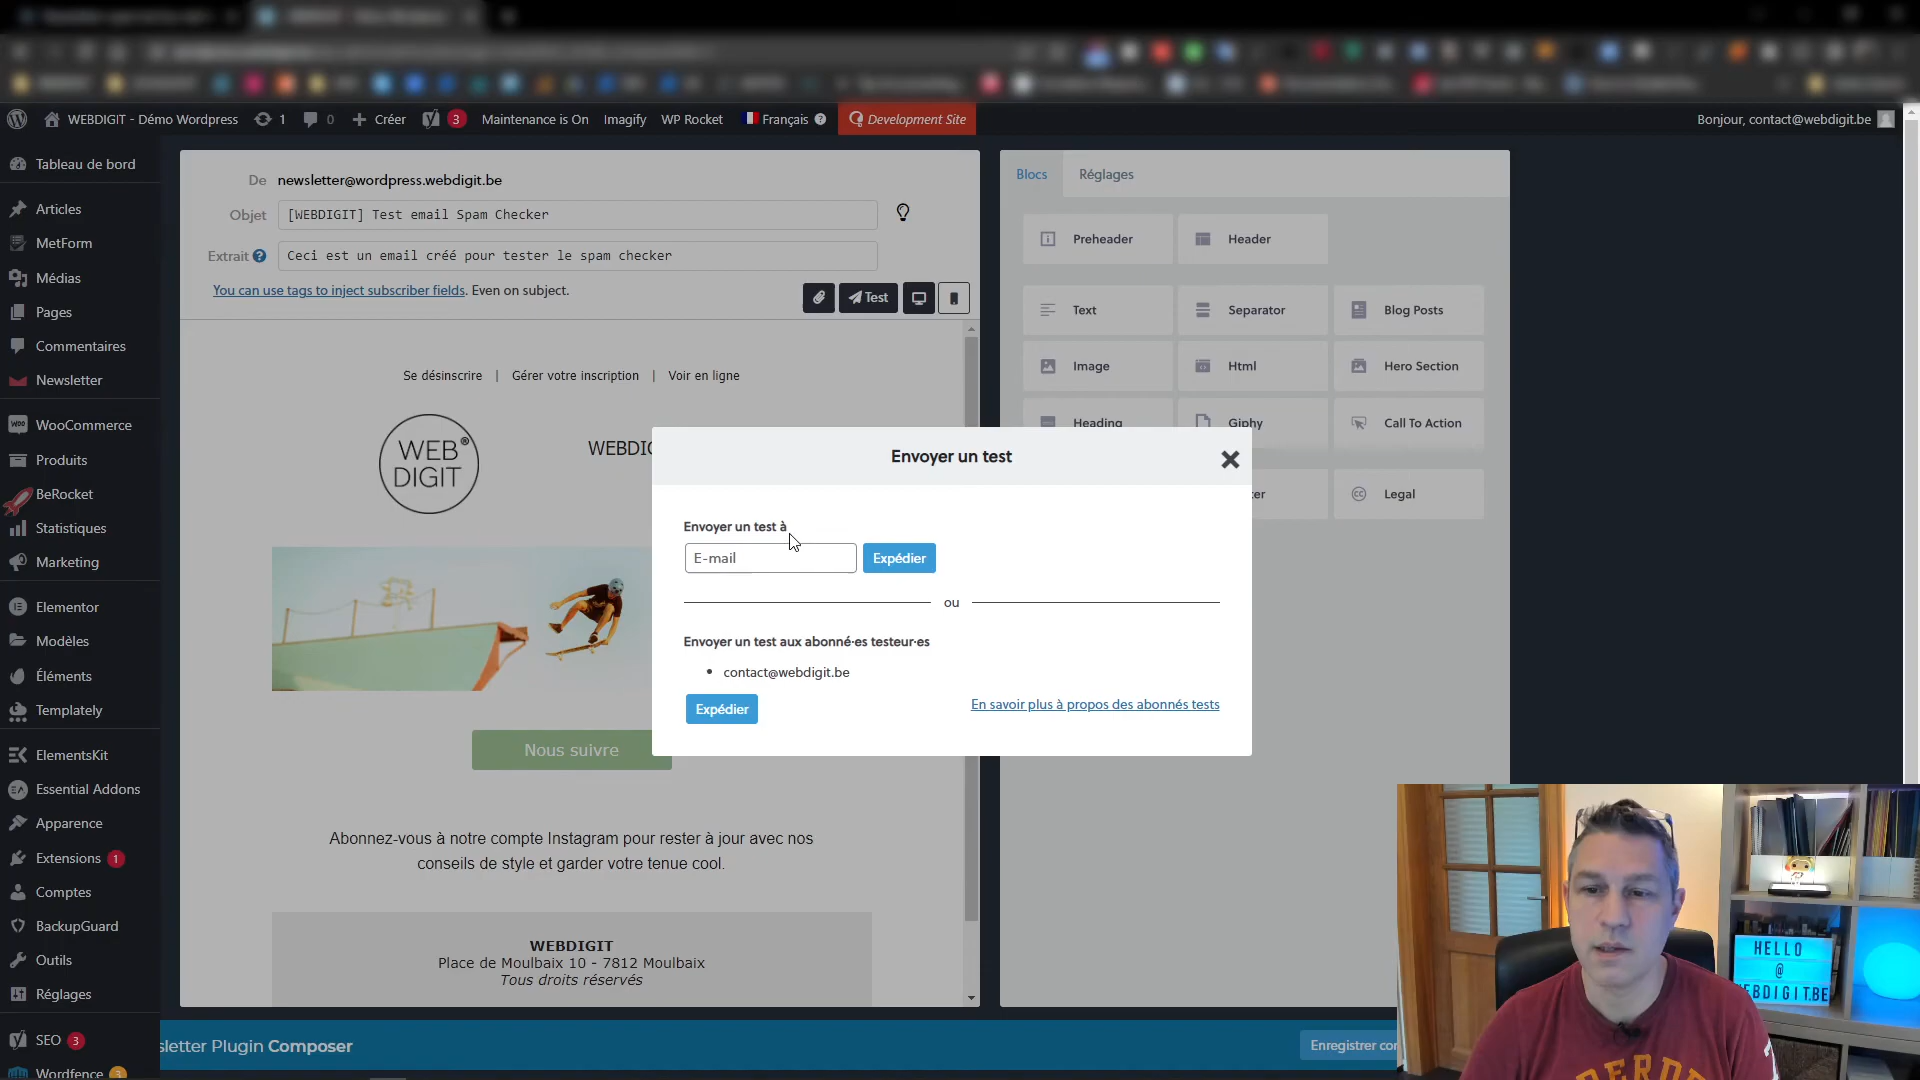 WEBDIGIT - Démo Wordpress
1
0
Créer
3
Maintenance is On
Imagify
WP Rocket
Français
Development Site
Bonjour, contact@webdigit.be
Tableau de bord
Articles
MetForm
Médias
Pages
Commentaires
Newsletter
WooCommerce
Produits
BeRocket
Statistiques
Marketing
Elementor
Modèles
Éléments
Templately
ElementsKit
Essential Addons
Apparence
Extensions 1
Comptes
BackupGuard
Outils
Réglages
SEO 3
Wordfence 3
De newsletter@wordpress.webdigit.be
Objet [WEBDIGIT] Test email Spam Checker
Extrait Ceci est un email créé pour tester le spam checker
You can use tags to inject subscriber fields. Even on subject.
Test
Se désinscrire | Gérer votre inscription | Voir en ligne
WEB®
DIGIT
WEBDIG
Nous suivre
Abonnez-vous à notre compte Instagram pour rester à jour avec nos
conseils de style et garder votre tenue cool.
WEBDIGIT
Place de Moulbaix 10 - 7812 Moulbaix
Tous droits réservés
Blocs Réglages
Preheader Header
Text Separator Blog Posts
Image Html Hero Section
Heading Giphy Call To Action
ter Legal
Envoyer un test
Envoyer un test à
E-mail
Expédier
ou
Envoyer un test aux abonné·es testeur·es
contact@webdigit.be
Expédier
En savoir plus à propos des abonnés tests
sletter Plugin Composer
Enregistrer cor
HELLO
@
EBDIGIT.BE